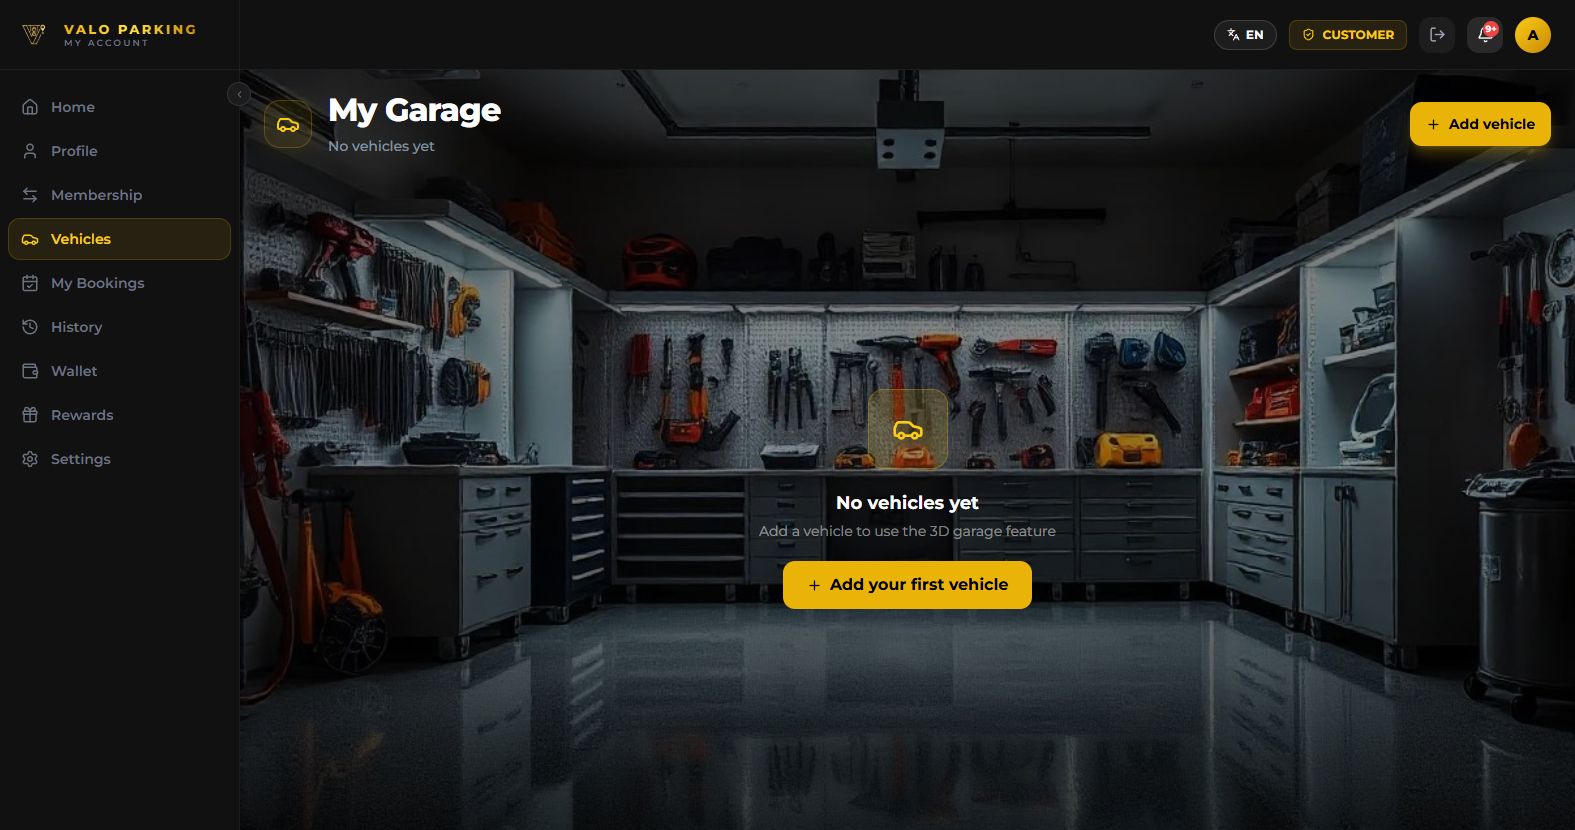 VALO PARKING
MY ACCOUNT
EN
CUSTOMER
9+
A
Home
Profile
Membership
Vehicles
My Bookings
History
Wallet
Rewards
Settings
My Garage
No vehicles yet
+ Add vehicle
No vehicles yet
Add a vehicle to use the 3D garage feature
+ Add your first vehicle